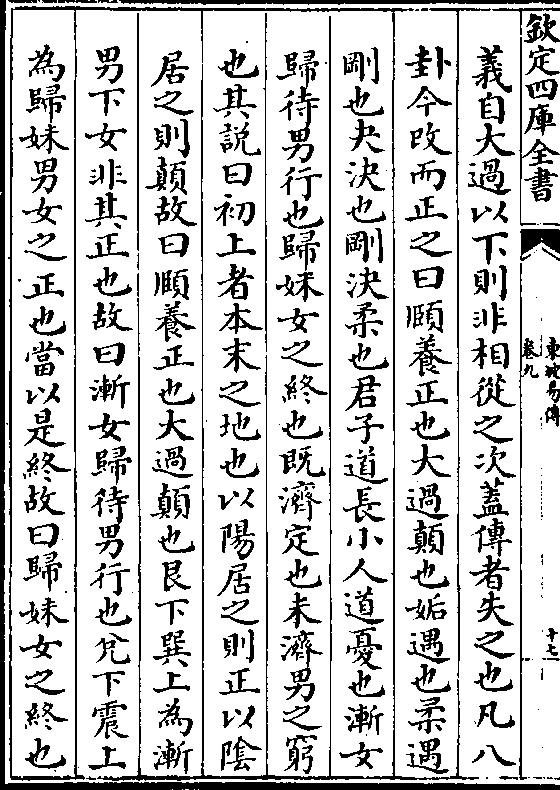 欽定四庫全書
東坡易傳
卷九
十七
義自大過以下則非相從之次蓋傳者失之也凡八
卦今改而正之曰頤養正也大過顛也姤遇也柔遇
剛也夬決也剛決柔也君子道長小人道憂也漸女
歸待男行也歸妹女之終也既濟定也未濟男之窮
也其說曰初上者本末之地也以陽居之則正以陰
居之則顛故曰頤養正也大過顛也艮下巽上為漸
男下女非其正也故曰漸女歸待男行也兌下震上
為歸妹男女之正也當以是終故曰歸妹女之終也